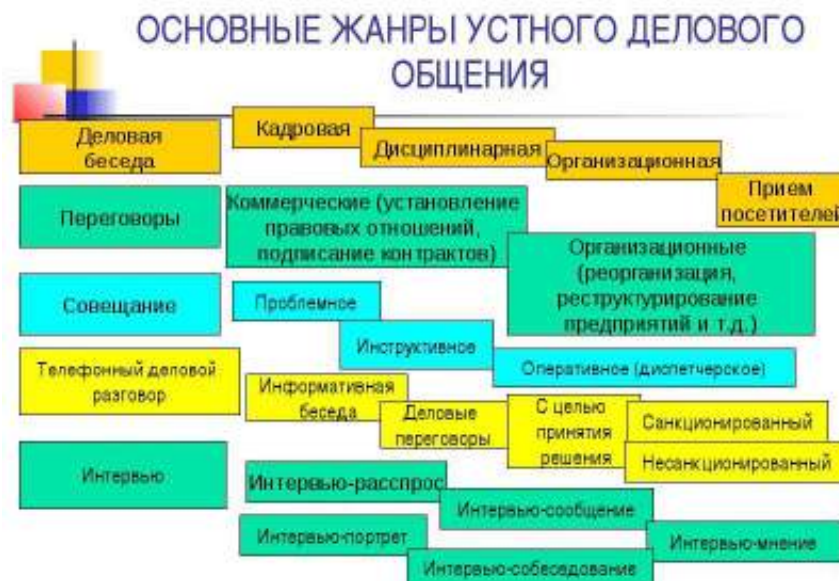 ОСНОВНЫЕ ЖАНРЫ УСТНОГО ДЕЛОВОГО
ОБЩЕНИЯ
Деловая
беседа
Кадровая
Дисциплинарная
Организационная
Прием
посетителей
Переговоры
Коммерческие (установление
правовых отношений,
подписание контрактов)
Организационные
(реорганизация,
реструктурирование
предприятий и т.д.)
Совещание
Проблемное
Инструктивное
Оперативное (диспетчерское)
Телефонный деловой
разговор
Информативная
беседа
Деловые
переговоры
С целью
принятия
решения
Санкционированный
Несанкционированный
Интервью
Интервью-расспрос
Интервью-сообщение
Интервью-портрет
Интервью-мнение
Интервью-собеседование